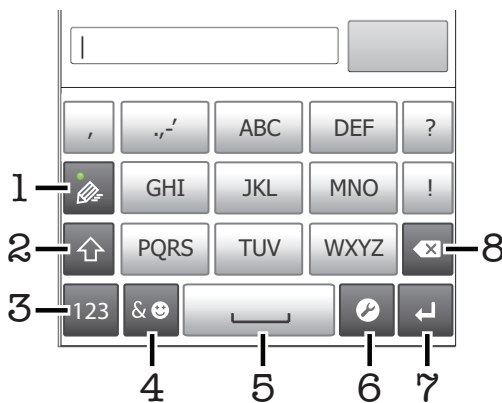 , .,-′ ABC DEF ?
1 GHI JKL MNO !
2 PQRS TUV WXYZ 8
3 123 &
4 5 6 7